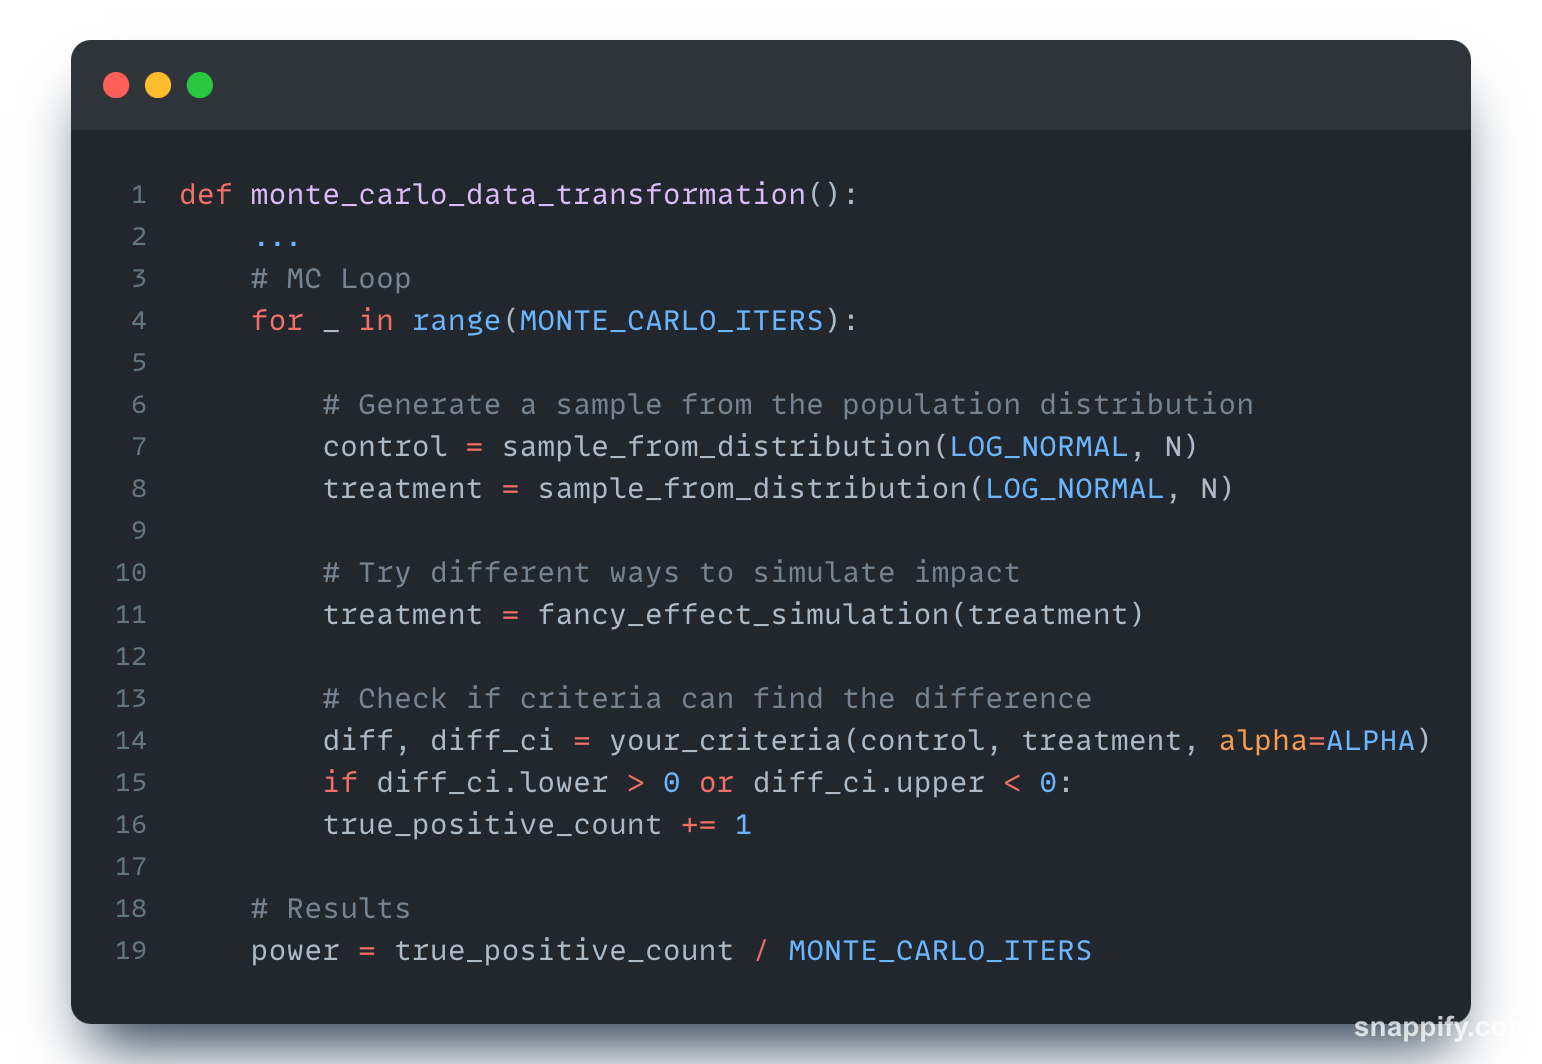 1 def monte_carlo_data_transformation():
2     ...
3     # MC Loop
4     for _ in range(MONTE_CARLO_ITERS):
5
6         # Generate a sample from the population distribution
7         control = sample_from_distribution(LOG_NORMAL, N)
8         treatment = sample_from_distribution(LOG_NORMAL, N)
9
10         # Try different ways to simulate impact
11         treatment = fancy_effect_simulation(treatment)
12
13         # Check if criteria can find the difference
14         diff, diff_ci = your_criteria(control, treatment, alpha=ALPHA)
15         if diff_ci.lower > 0 or diff_ci.upper < 0:
16         true_positive_count += 1
17
18     # Results
19     power = true_positive_count / MONTE_CARLO_ITERS
snappify.com